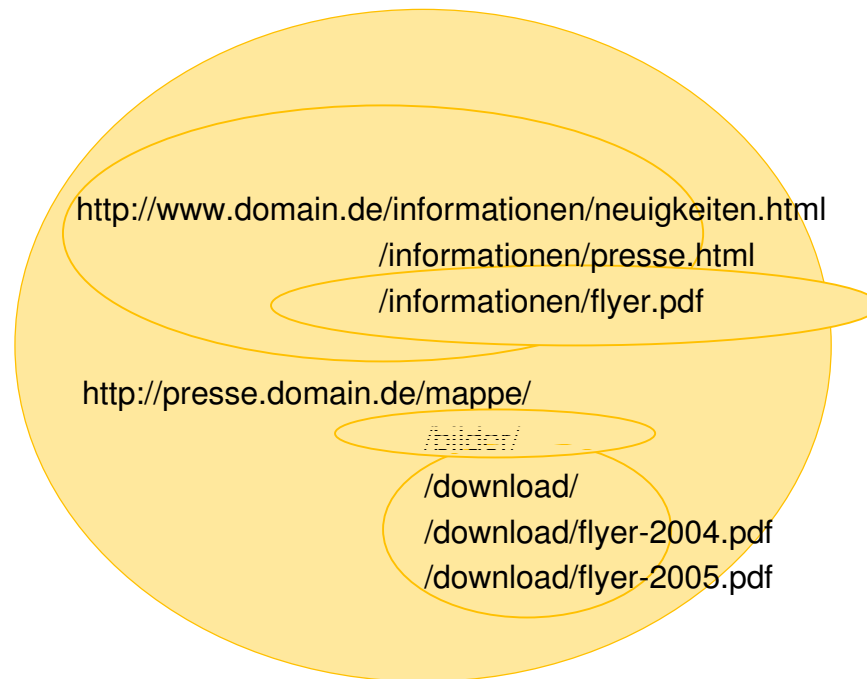 http://www.domain.de/informationen/neuigkeiten.html
/informationen/presse.html
/informationen/flyer.pdf
http://presse.domain.de/mappe/
/bilder/
/download/
/download/flyer-2004.pdf
/download/flyer-2005.pdf